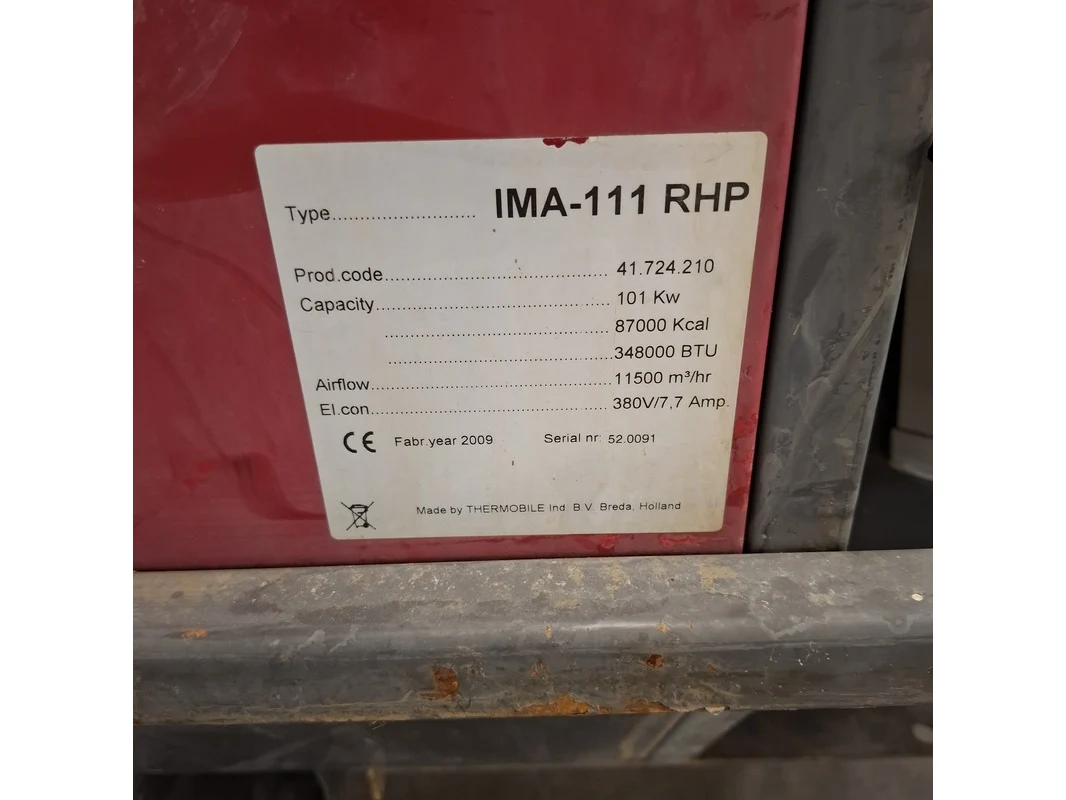 Type.......................... IMA-111 RHP
Prod.code........................................ 41.724.210
Capacity.......................................... 101 Kw
........................................ 87000 Kcal
........................................348000 BTU
Airflow...........................................11500 m³/hr
El.con.......................................... 380V/7,7 Amp.
CE Fabr.year 2009 Serial nr: 52.0091
Made by THERMOBILE Ind. B.V. Breda, Holland